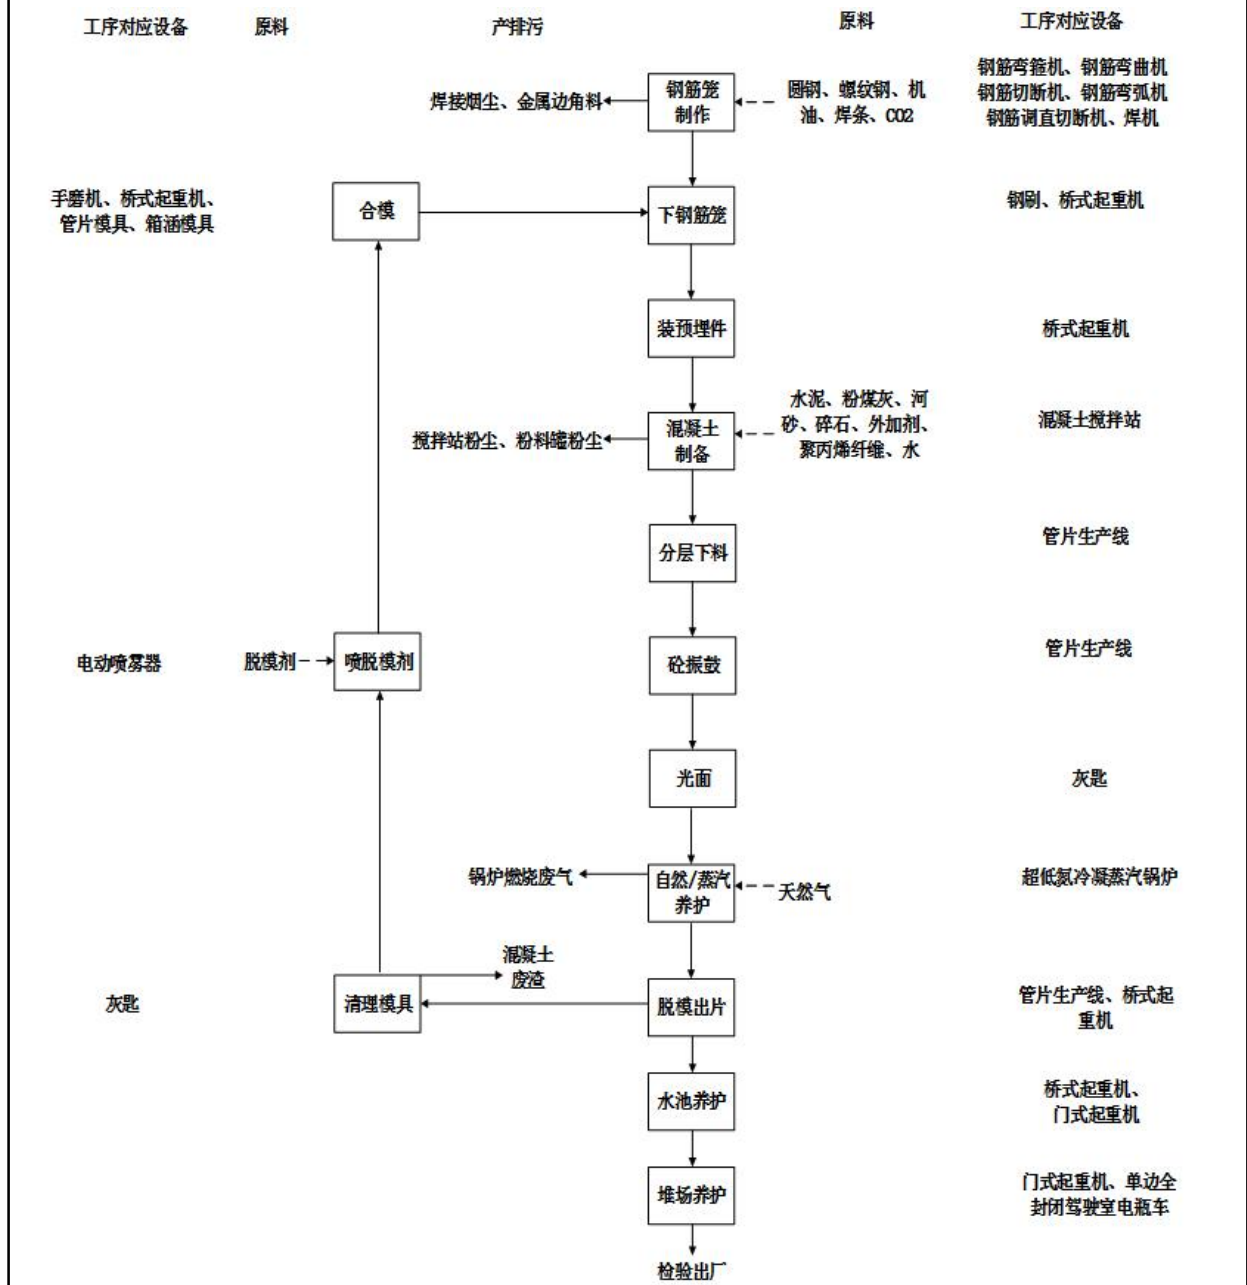 工序对应设备
原料
产排污
原料
工序对应设备
焊接烟尘、金属边角料
钢筋笼
制作
圆钢、螺纹钢、机
油、焊条、CO2
钢筋弯箍机、钢筋弯曲机
钢筋切断机、钢筋弯弧机
钢筋调直切断机、焊机
手磨机、桥式起重机、
管片模具、箱涵模具
合模
下钢筋笼
钢刷、桥式起重机
装预埋件
桥式起重机
搅拌站粉尘、粉料罐粉尘
混凝土
制备
水泥、粉煤灰、河
砂、碎石、外加剂、
聚丙烯纤维、水
混凝土搅拌站
分层下料
管片生产线
电动喷雾器
脱模剂
喷脱模剂
砼振鼓
管片生产线
光面
灰匙
锅炉燃烧废气
自然/蒸汽
养护
天然气
超低氮冷凝蒸汽锅炉
灰匙
清理模具
混凝土
废渣
脱模出片
管片生产线、桥式起
重机
水池养护
桥式起重机、
门式起重机
堆场养护
门式起重机、单边全
封闭驾驶室电瓶车
检验出厂